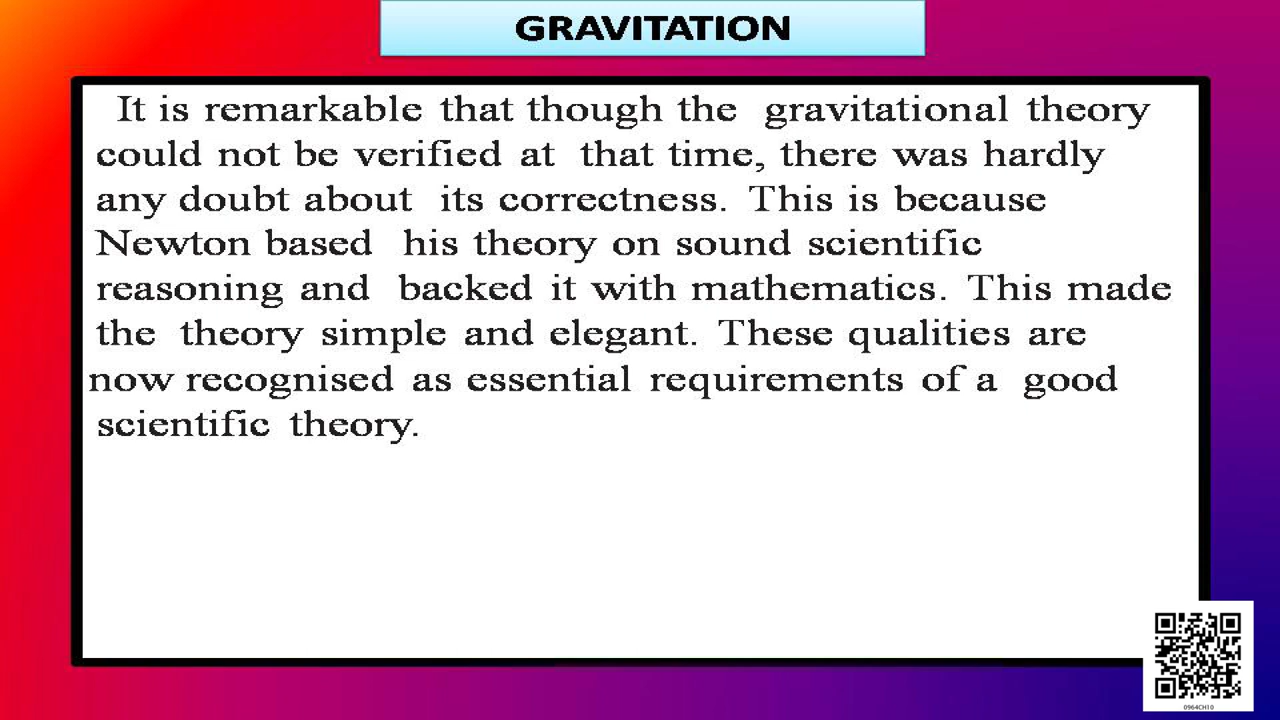 GRAVITATION
It is remarkable that though the gravitational theory
could not be verified at that time, there was hardly
any doubt about its correctness. This is because
Newton based his theory on sound scientific
reasoning and backed it with mathematics. This made
the theory simple and elegant. These qualities are
now recognised as essential requirements of a good
scientific theory.
0964CH10